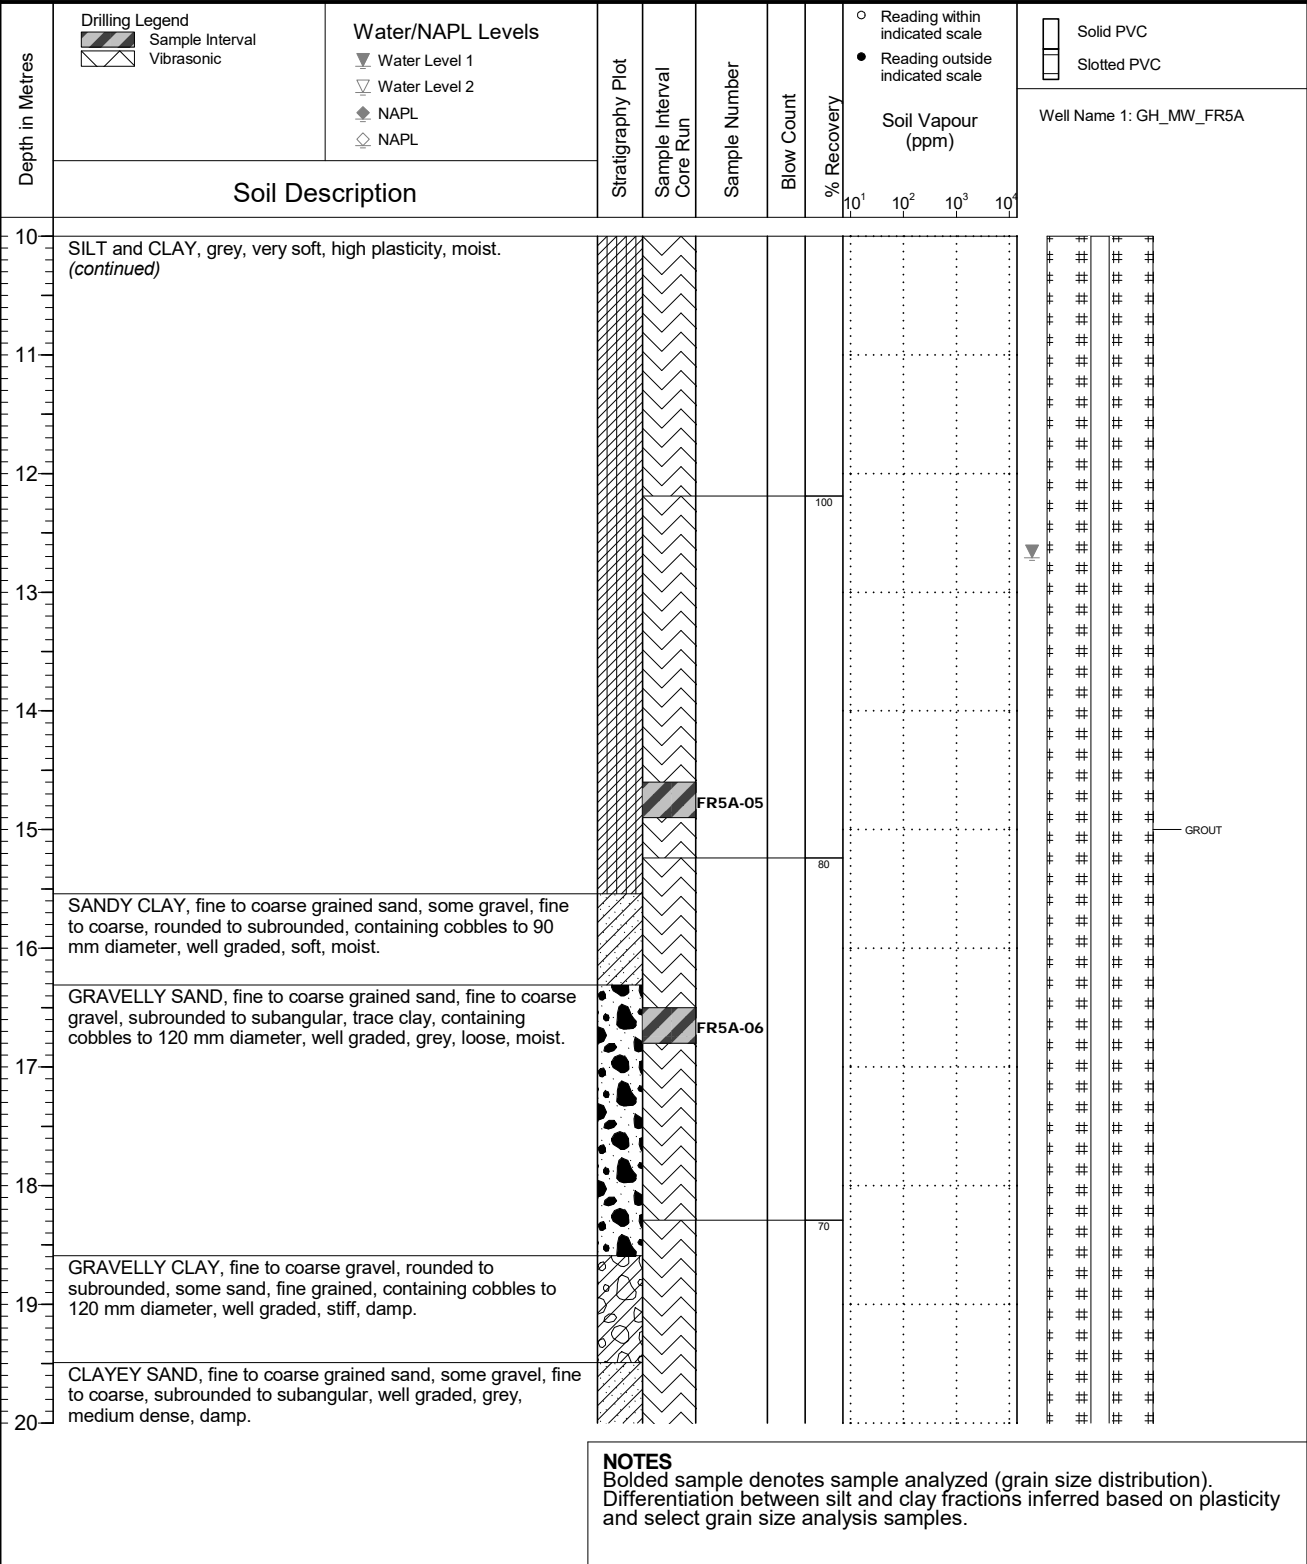 Drilling Legend
Sample Interval
Vibrasonic
Water/NAPL Levels
Water Level 1
Water Level 2
NAPL
NAPL
Depth in Metres
Soil Description
Stratigraphy Plot
Sample Interval
Core Run
Sample Number
Blow Count
% Recovery
Reading within
indicated scale
Reading outside
indicated scale
Soil Vapour
(ppm)
10¹ 10² 10³ 10⁴
Solid PVC
Slotted PVC
Well Name 1: GH_MW_FR5A
10
SILT and CLAY, grey, very soft, high plasticity, moist.
(continued)
11
12
100
13
14
FR5A-05
15
GROUT
80
SANDY CLAY, fine to coarse grained sand, some gravel, fine
to coarse, rounded to subrounded, containing cobbles to 90
mm diameter, well graded, soft, moist.
16
GRAVELLY SAND, fine to coarse grained sand, fine to coarse
gravel, subrounded to subangular, trace clay, containing
cobbles to 120 mm diameter, well graded, grey, loose, moist.
FR5A-06
17
18
70
GRAVELLY CLAY, fine to coarse gravel, rounded to
subrounded, some sand, fine grained, containing cobbles to
120 mm diameter, well graded, stiff, damp.
19
CLAYEY SAND, fine to coarse grained sand, some gravel, fine
to coarse, subrounded to subangular, well graded, grey,
medium dense, damp.
20
NOTES
Bolded sample denotes sample analyzed (grain size distribution).
Differentiation between silt and clay fractions inferred based on plasticity
and select grain size analysis samples.